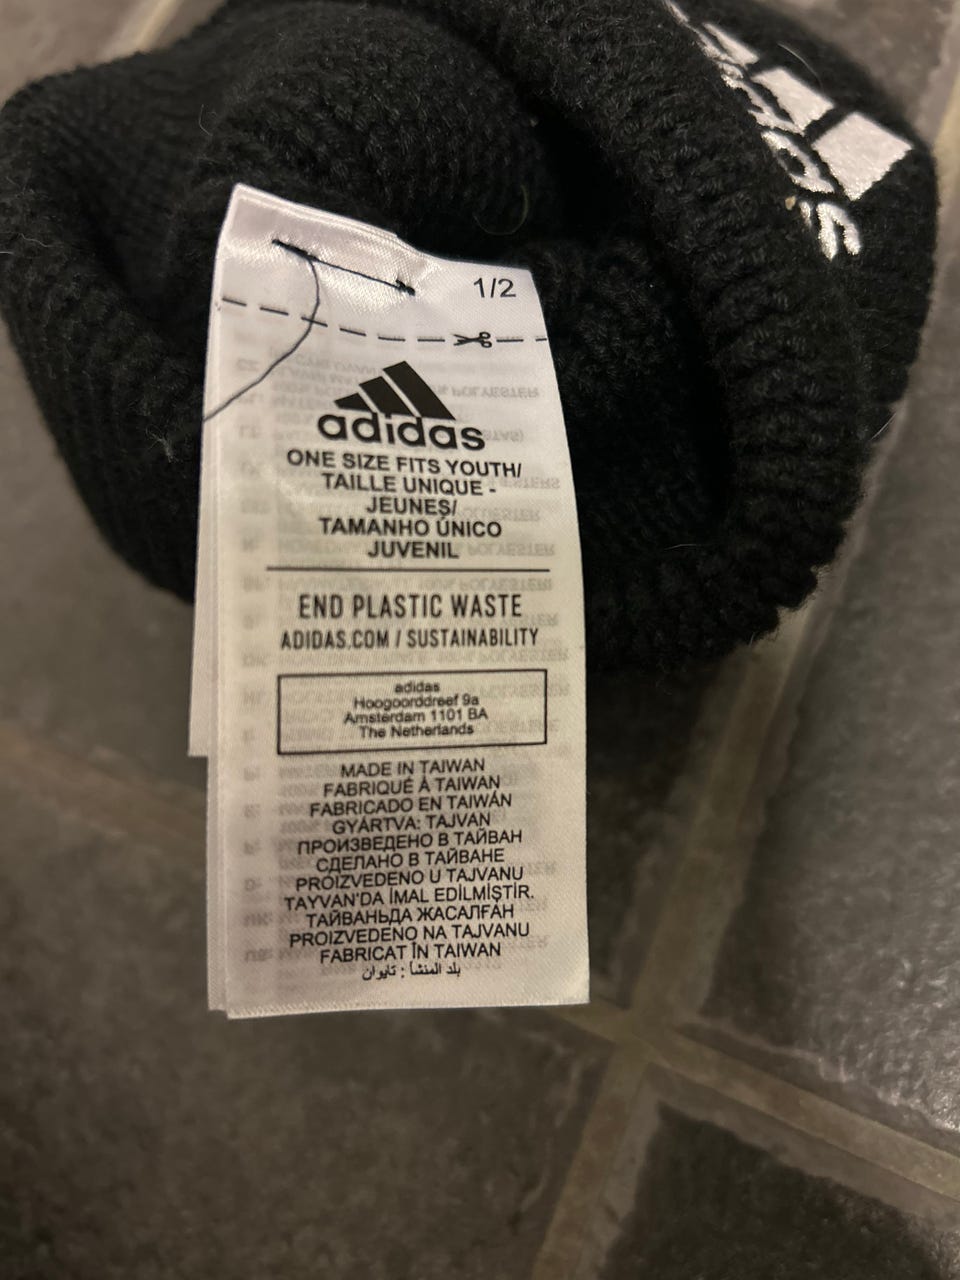 adidas
1/2
adidas
ONE SIZE FITS YOUTH/
TAILLE UNIQUE -
JEUNES/
TAMANHO ÚNICO
JUVENIL
END PLASTIC WASTE
ADIDAS.COM / SUSTAINABILITY
adidas
Hoogoorddreef 9a
Amsterdam 1101 BA
The Netherlands
MADE IN TAIWAN
FABRIQUÉ À TAIWAN
FABRICADO EN TAIWÁN
GYÁRTVA: TAJVAN
ПРОИЗВЕДЕНО В ТАЙВАН
СДЕЛАНО В ТАЙВАНЕ
PROIZVEDENO U TAJVANU
TAYVAN'DA İMAL EDİLMİŞTİR.
ТАЙВАНЬДА ЖАСАЛҒАН
PROIZVEDENO NA TAJVANU
FABRICAT ÎN TAIWAN
بلد المنشأ : تايوان